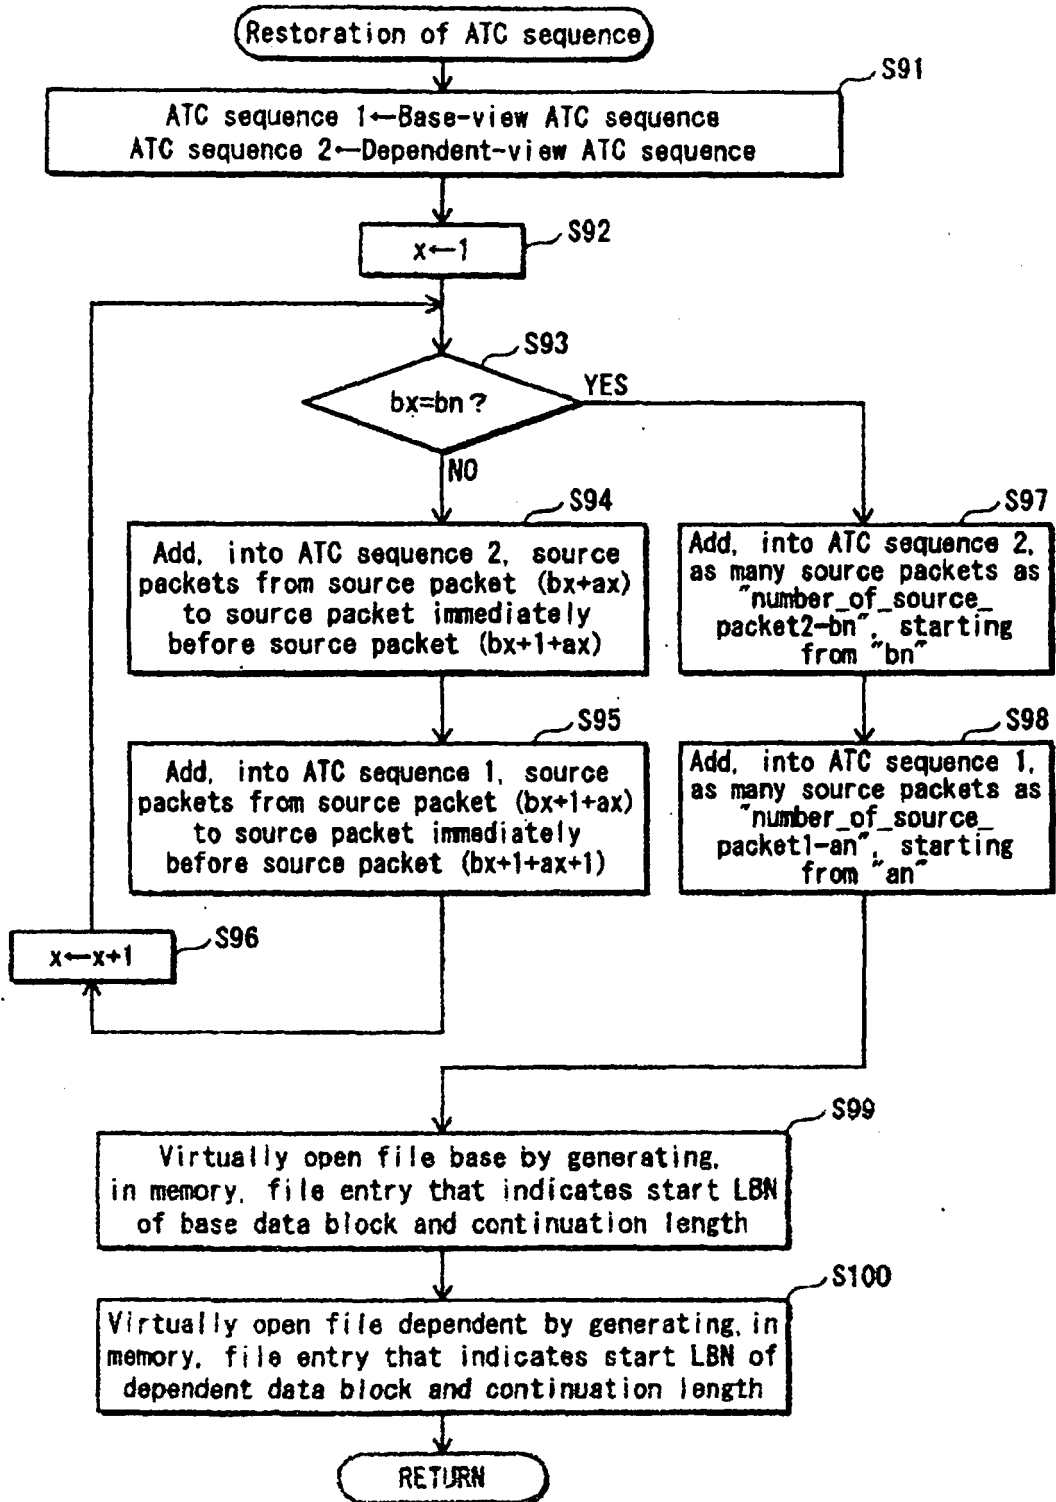 Restoration of ATC sequence
S91
ATC sequence 1←Base-view ATC sequence
ATC sequence 2←Dependent-view ATC sequence
S92
x←1
S93
bx=bn?
YES
NO
S94
Add, into ATC sequence 2, source
packets from source packet (bx+ax)
to source packet immediately
before source packet (bx+1+ax)
S95
Add, into ATC sequence 1, source
packets from source packet (bx+1+ax)
to source packet immediately
before source packet (bx+1+ax+1)
S96
x←x+1
S97
Add, into ATC sequence 2,
as many source packets as
"number_of_source_
packet2-bn", starting
from "bn"
S98
Add, into ATC sequence 1,
as many source packets as
"number_of_source_
packet1-an", starting
from "an"
S99
Virtually open file base by generating,
in memory, file entry that indicates start LBN
of base data block and continuation length
S100
Virtually open file dependent by generating, in
memory, file entry that indicates start LBN of
dependent data block and continuation length
RETURN